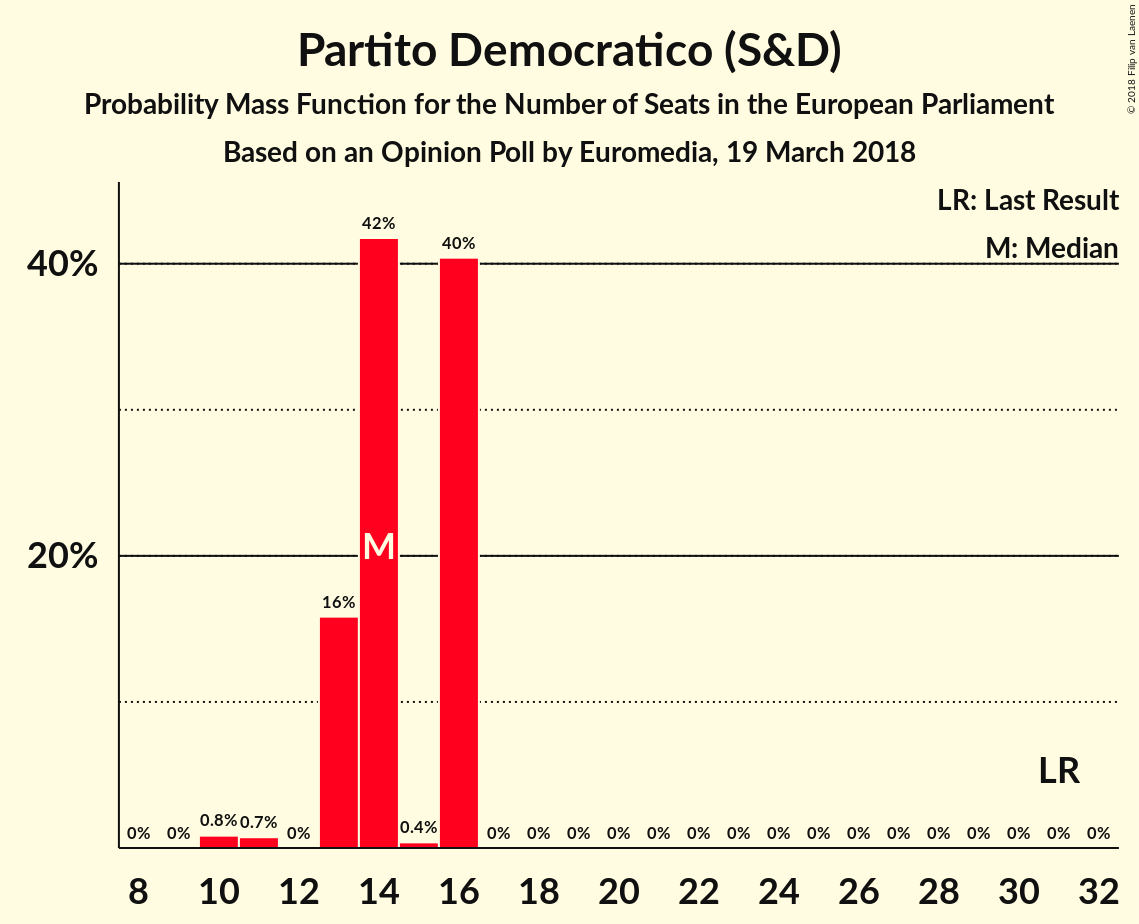 Partito Democratico (S&D)
Probability Mass Function for the Number of Seats in the European Parliament
Based on an Opinion Poll by Euromedia, 19 March 2018
© 2018 Filip van Laenen
LR: Last Result
M: Median
40%
20%
0% 0% 0.8% 0.7% 0% 16% 42% 0.4% 40% 0% 0% 0% 0% 0% 0% 0% 0% 0% 0% 0% 0% 0% 0% 0% 0%
M
LR
8 10 12 14 16 18 20 22 24 26 28 30 32